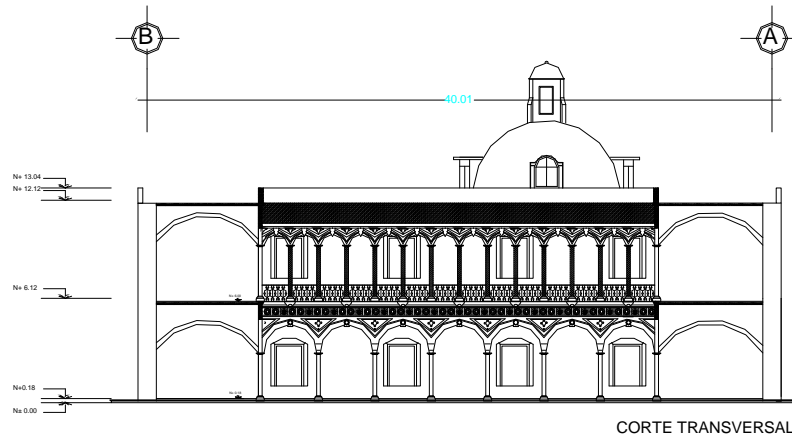 B
A
40.01
N+ 13.04
N+ 12.12
N+ 6.12
N+0.18
N± 0.00
CORTE TRANSVERSAL